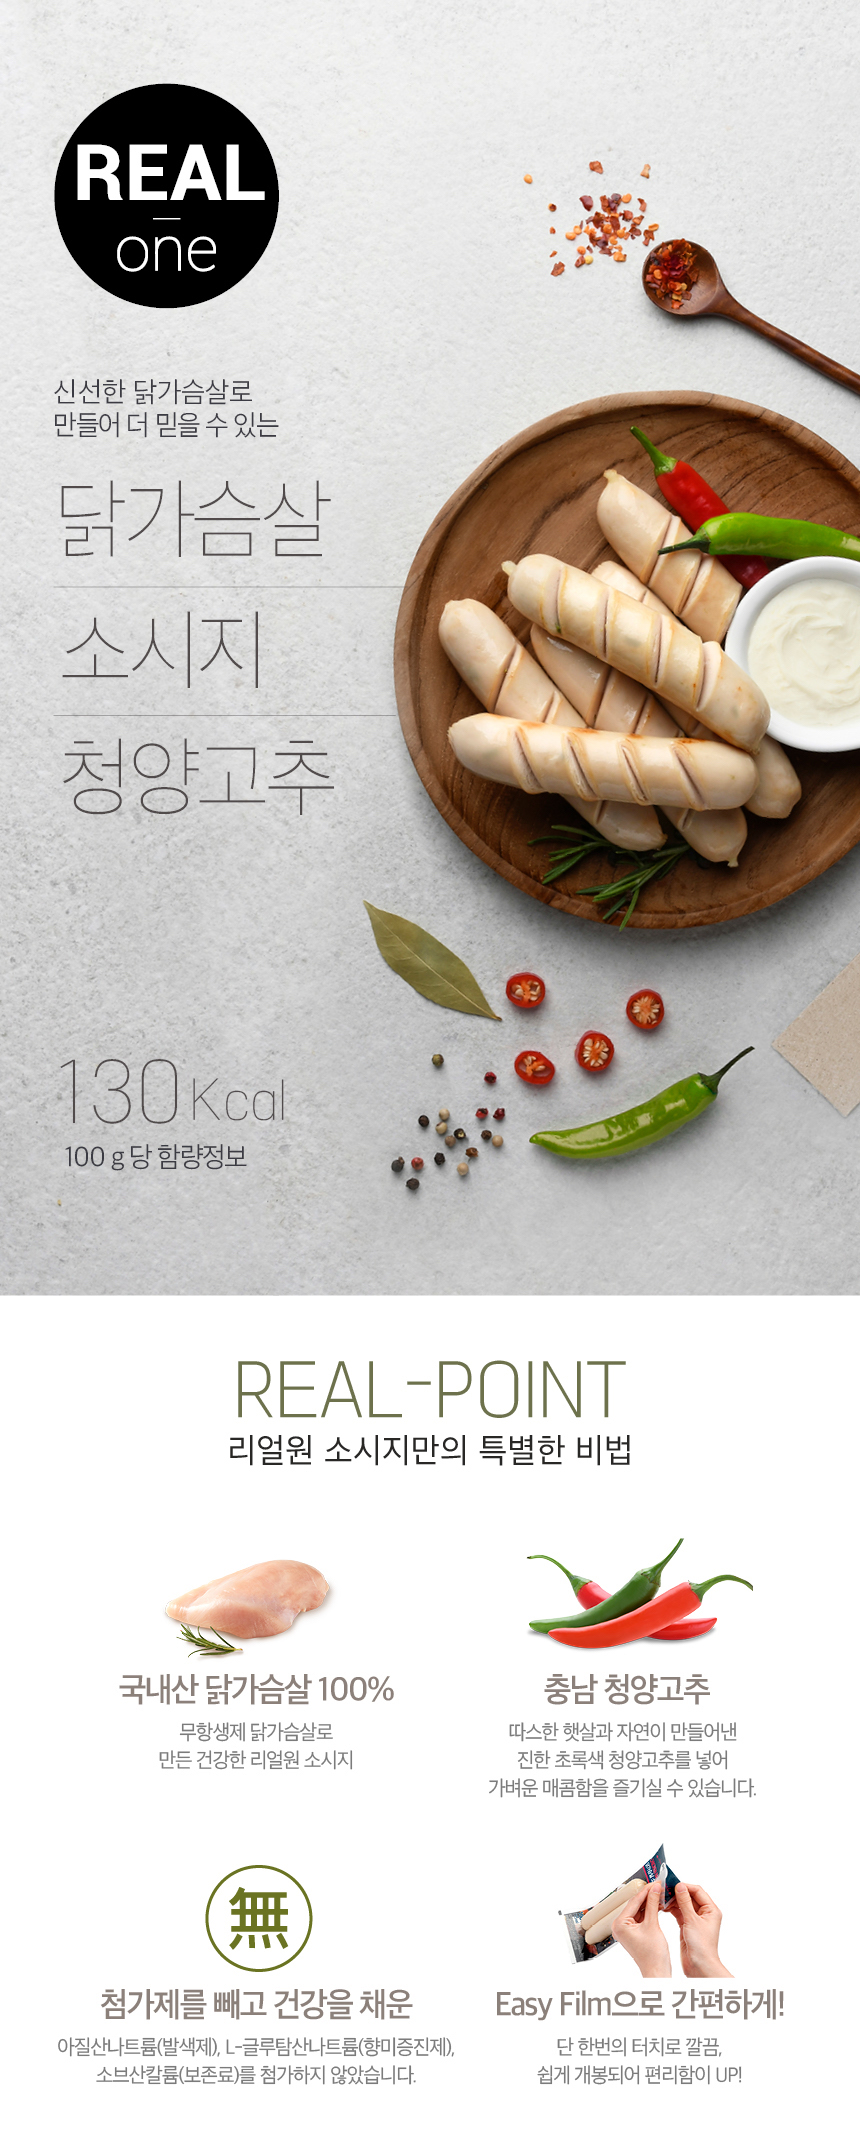 REAL
one
신선한 닭가슴살로
만들어 더 믿을 수 있는
닭가슴살
소시지
청양고추
130 Kcal
100 g 당 함량정보
REAL-POINT
리얼원 소시지만의 특별한 비법
국내산 닭가슴살 100%
무항생제 닭가슴살로
만든 건강한 리얼원 소시지
충남 청양고추
따스한 햇살과 자연이 만들어낸
진한 초록색 청양고추를 넣어
가벼운 매콤함을 즐기실 수 있습니다.
無
첨가제를 빼고 건강을 채운
아질산나트륨(발색제), L-글루탐산나트륨(향미증진제),
소브산칼륨(보존료)를 첨가하지 않았습니다.
Easy Film으로 간편하게!
단 한번의 터치로 깔끔,
쉽게 개봉되어 편리함이 UP!